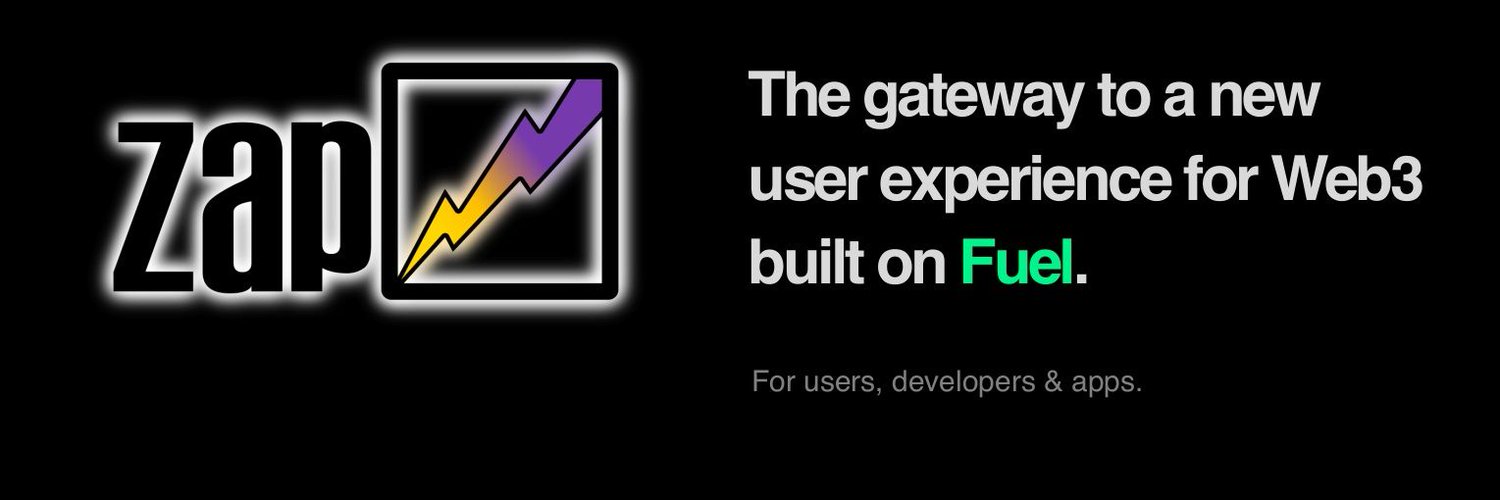 zap
The gateway to a new
user experience for Web3
built on Fuel.
For users, developers & apps.